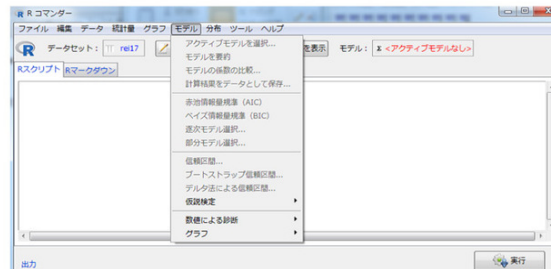 R コマンダー
ファイル 編集 データ 統計量 グラフ モデル 分布 ツール ヘルプ
R データセット: rei17 を表示 モデル: Σ <アクティブモデルなし>
Rスクリプト Rマークダウン
アクティブモデルを選択...
モデルを要約
モデルの係数の比較...
計算結果をデータとして保存...
赤池情報量規準 (AIC)
ベイズ情報量規準 (BIC)
逐次モデル選択...
部分モデル選択...
信頼区間...
ブートストラップ信頼区間...
デルタ法による信頼区間...
仮説検定
数値による診断
グラフ
出力
実行